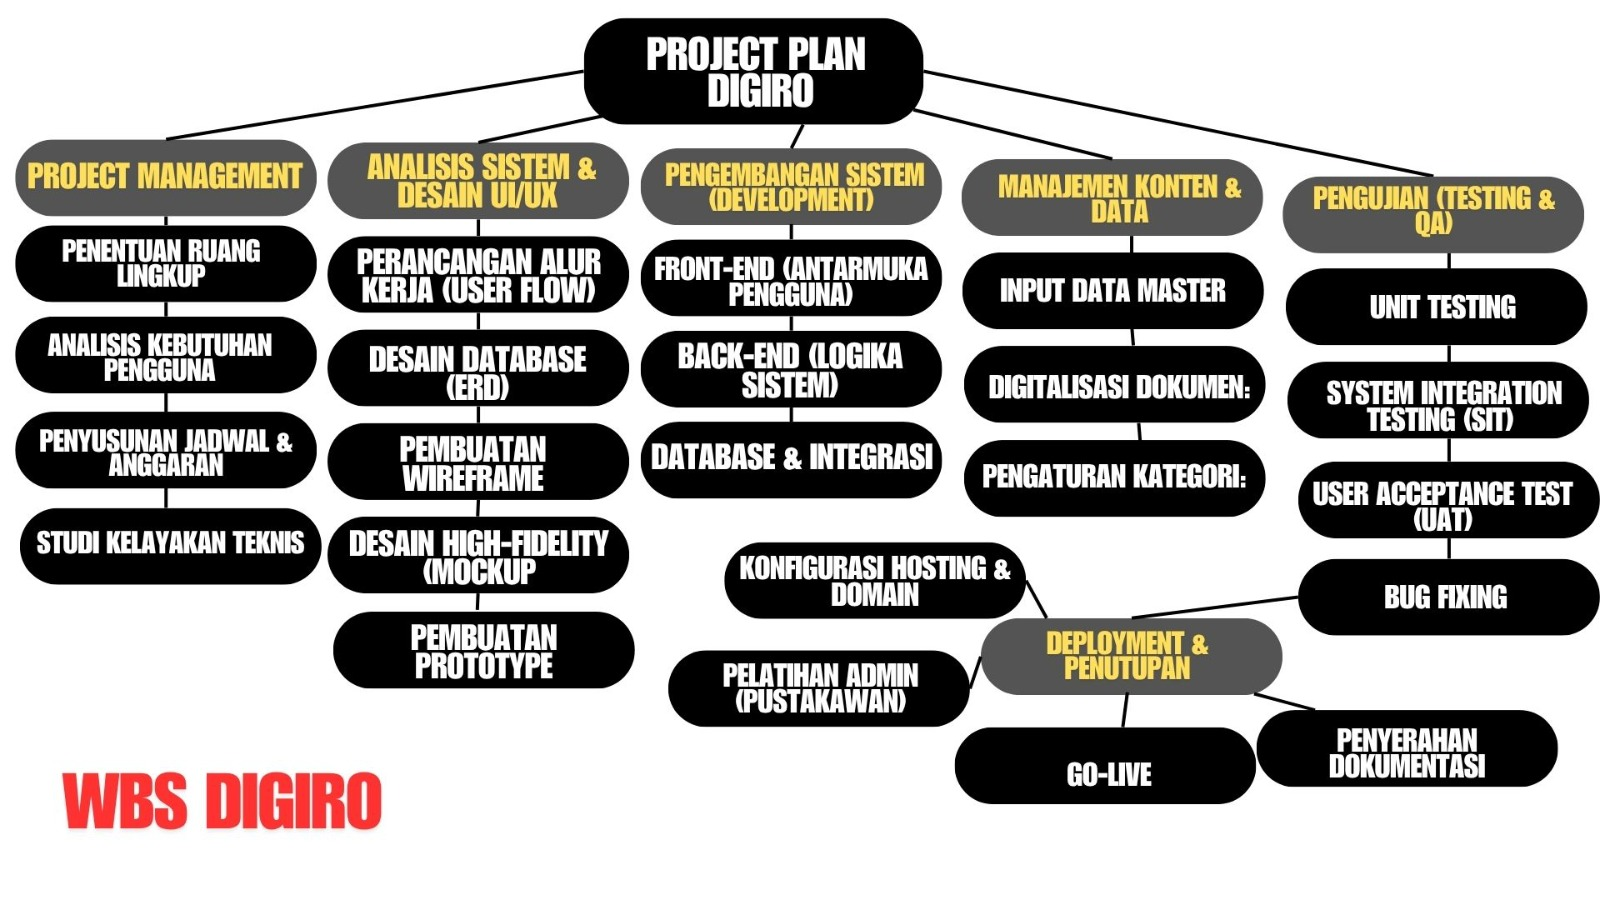 PROJECT PLAN
DIGIRO
PROJECT MANAGEMENT
PENENTUAN RUANG
LINGKUP
ANALISIS KEBUTUHAN
PENGGUNA
PENYUSUNAN JADWAL &
ANGGARAN
STUDI KELAYAKAN TEKNIS
ANALISIS SISTEM &
DESAIN UI/UX
PERANCANGAN ALUR
KERJA (USER FLOW)
DESAIN DATABASE
(ERD)
PEMBUATAN
WIREFRAME
DESAIN HIGH-FIDELITY
(MOCKUP
PEMBUATAN
PROTOTYPE
PENGEMBANGAN SISTEM
(DEVELOPMENT)
FRONT-END (ANTARMUKA
PENGGUNA)
BACK-END (LOGIKA
SISTEM)
DATABASE & INTEGRASI
MANAJEMEN KONTEN &
DATA
INPUT DATA MASTER
DIGITALISASI DOKUMEN:
PENGATURAN KATEGORI:
PENGUJIAN (TESTING &
QA)
UNIT TESTING
SYSTEM INTEGRATION
TESTING (SIT)
USER ACCEPTANCE TEST
(UAT)
BUG FIXING
DEPLOYMENT &
PENUTUPAN
KONFIGURASI HOSTING &
DOMAIN
PELATIHAN ADMIN
(PUSTAKAWAN)
GO-LIVE
PENYERAHAN
DOKUMENTASI
WBS DIGIRO